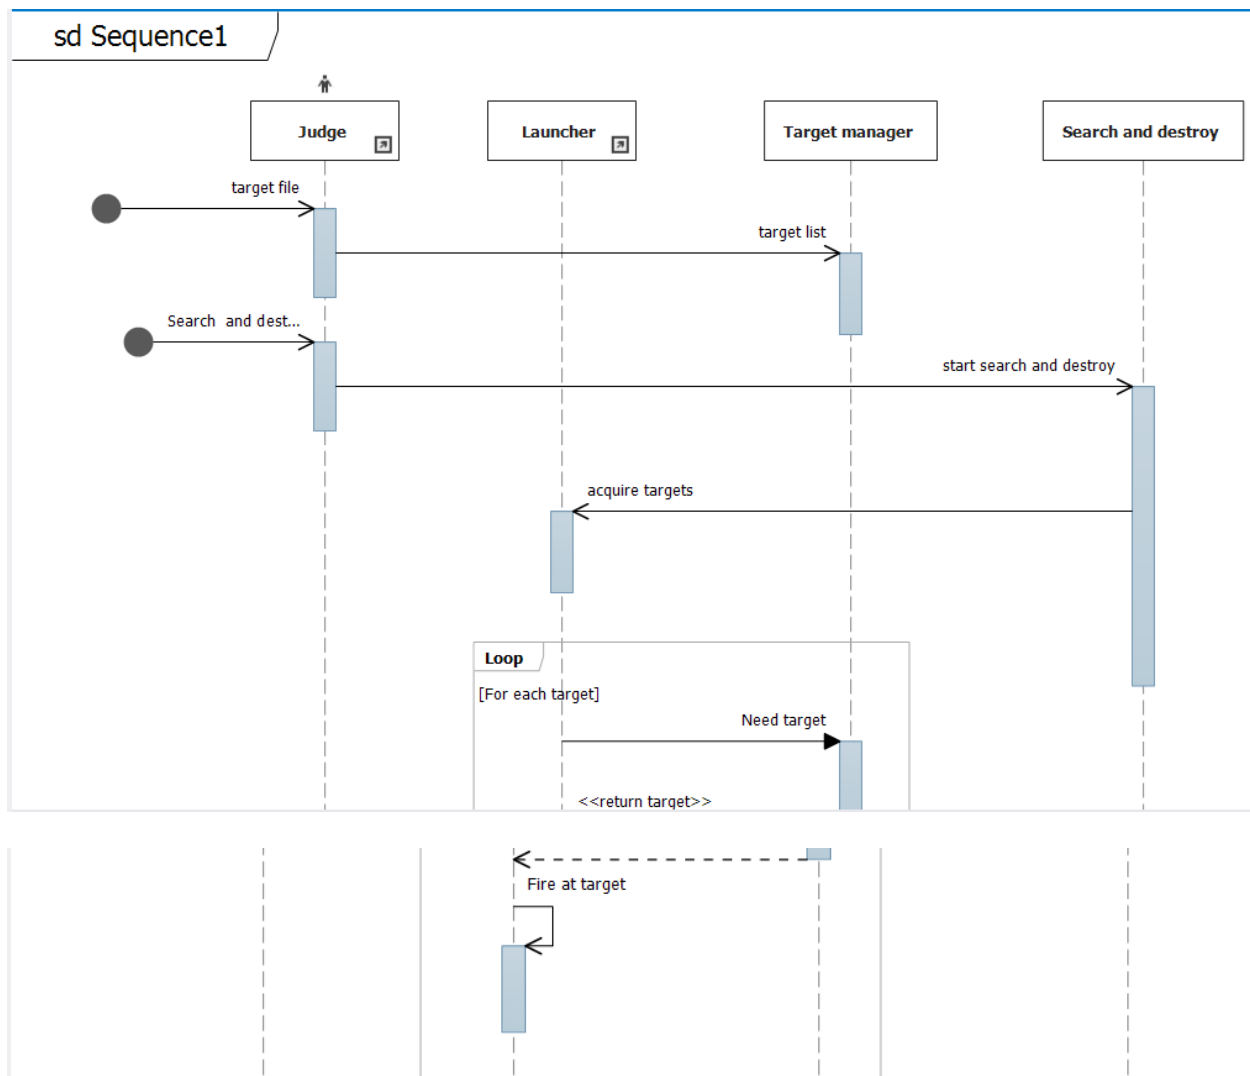 sd Sequence1
Judge
Launcher
Target manager
Search and destroy
target file
target list
Search and dest...
start search and destroy
acquire targets
Loop
[For each target]
Need target
<<return target>>
Fire at target